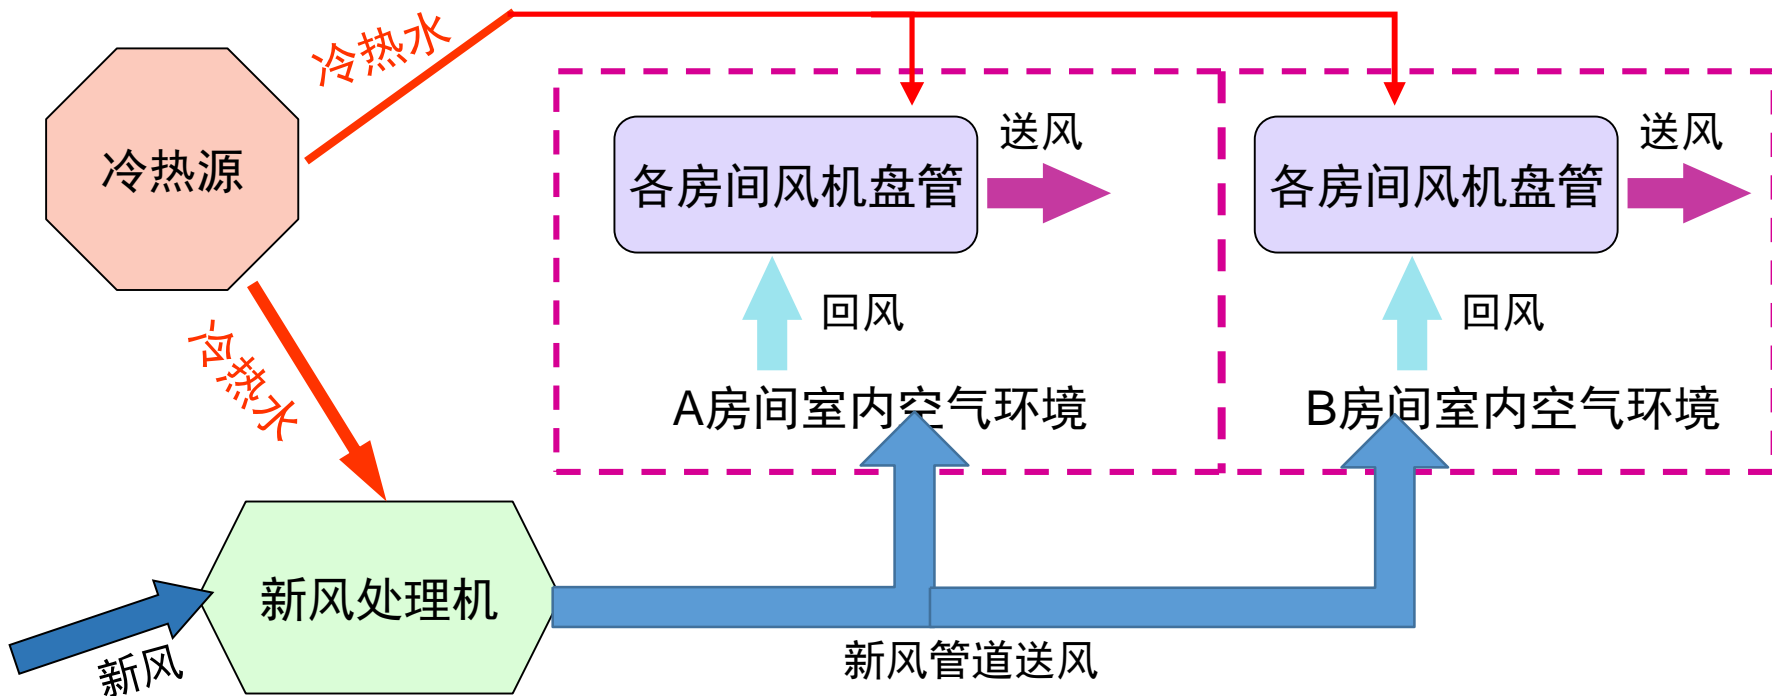 冷热水
冷热源
各房间风机盘管
送风
各房间风机盘管
送风
回风
回风
冷热水
A房间室内空气环境
B房间室内空气环境
新风处理机
新风
新风管道送风